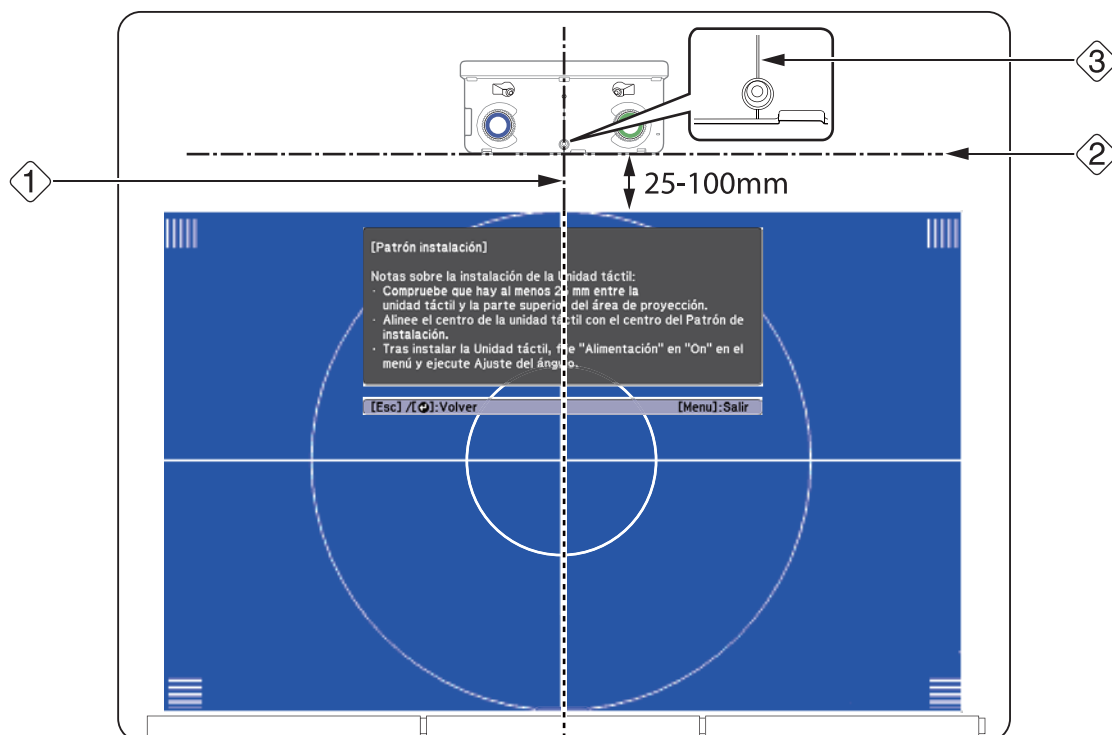 3
2
1
25-100mm
[Patrón instalación]
Notas sobre la instalación de la Unidad táctil:
· Compruebe que hay al menos 25 mm entre la
unidad táctil y la parte superior del área de proyección.
· Alinee el centro de la unidad táctil con el centro del Patrón de
instalación.
· Tras instalar la Unidad táctil, fije "Alimentación" en "On" en el
menú y ejecute Ajuste del ángulo.
[Esc] /[⏎]:Volver [Menu]:Salir